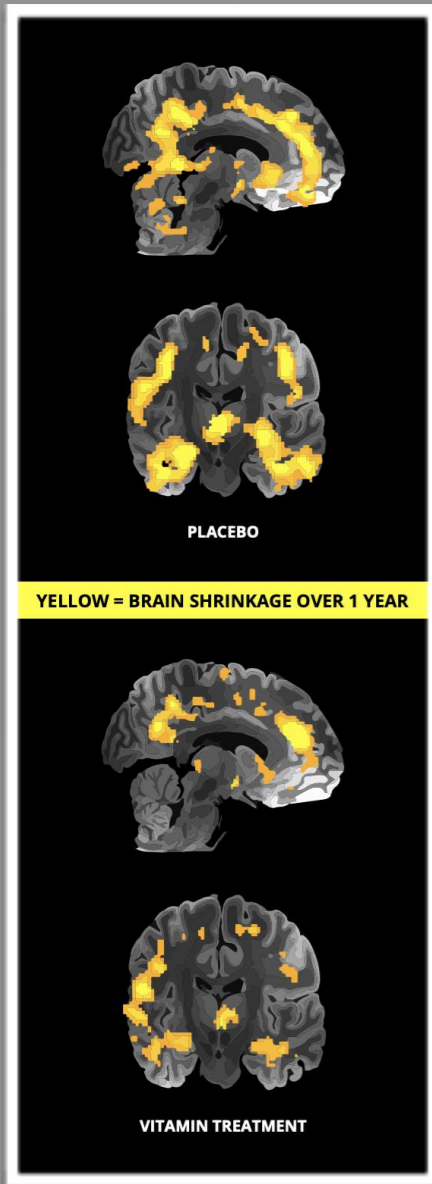 PLACEBO
YELLOW = BRAIN SHRINKAGE OVER 1 YEAR
VITAMIN TREATMENT